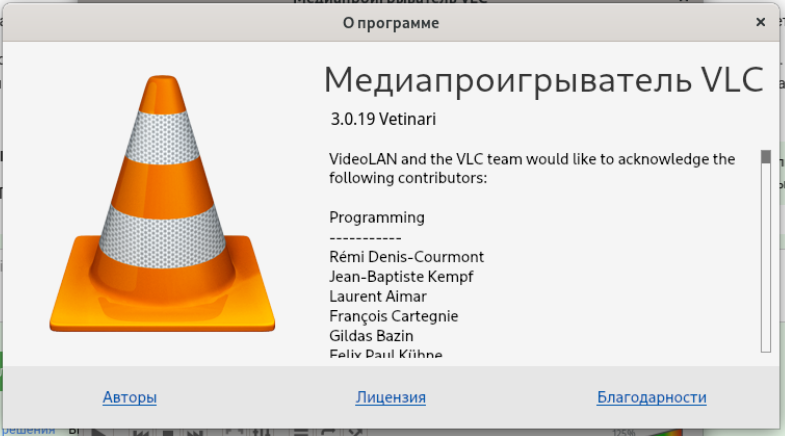 О программе
Медиапроигрыватель VLC
3.0.19 Vetinari
VideoLAN and the VLC team would like to acknowledge the
following contributors:
Programming
-----------
Rémi Denis-Courmont
Jean-Baptiste Kempf
Laurent Aimar
François Cartegnie
Gildas Bazin
Felix Paul Kühne
Авторы
Лицензия
Благодарности
решения
125%